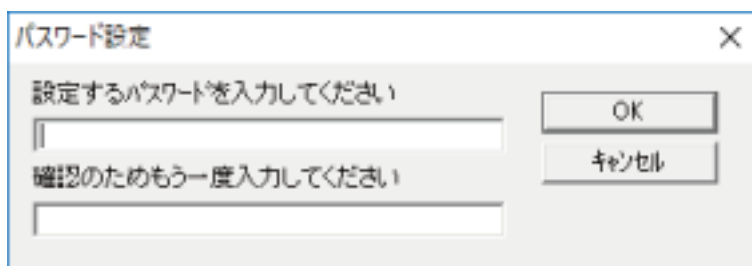 パスワード設定
設定するﾊﾟｽﾜｰﾄﾞを入力してください
OK
確認のためもう一度入力してください
ｷｬﾝｾﾙ